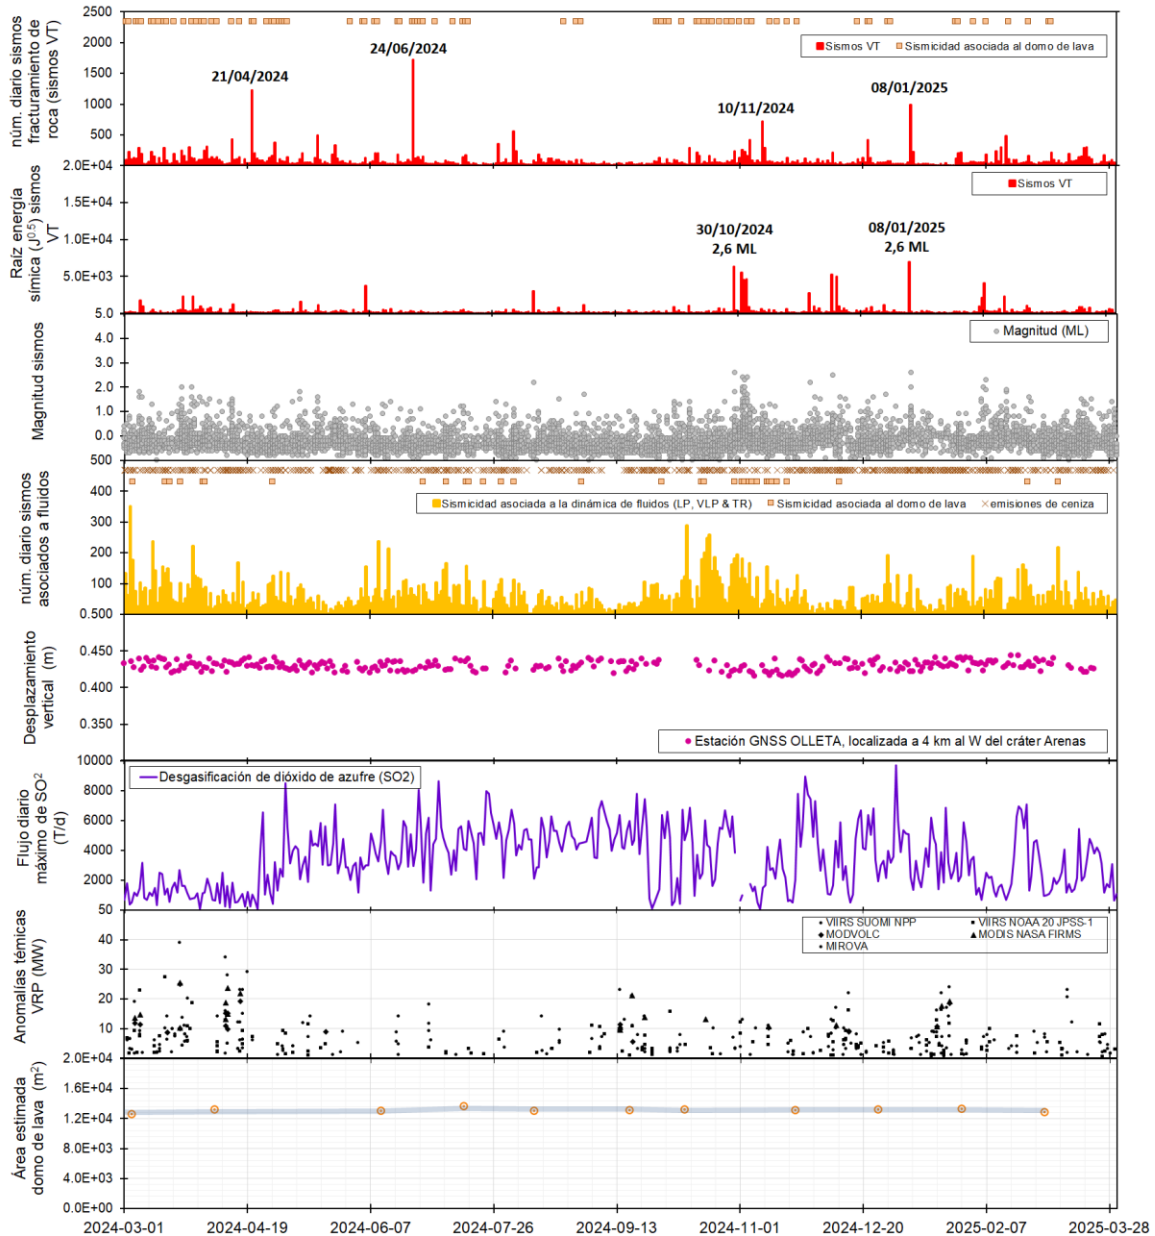 núm. diario sismos
fracturamiento de
roca (sismos VT)
2500
2000
1500
1000
500
2.0E+04
Sismos VT
Sismicidad asociada al domo de lava
21/04/2024
24/06/2024
10/11/2024
08/01/2025
Raíz energía
símica (J0.5) sismos
VT
1.5E+04
1.0E+04
5.0E+03
5.0
Sismos VT
30/10/2024
2,6 ML
08/01/2025
2,6 ML
Magnitud sismos
4.0
3.0
2.0
1.0
0.0
500
Magnitud (ML)
núm. diario sismos
asociados a fluidos
400
300
200
100
0.500
Sismicidad asociada a la dinámica de fluidos (LP, VLP & TR)
Sismicidad asociada al domo de lava
emisiones de ceniza
Desplazamiento
vertical (m)
0.450
0.400
0.350
10000
Estación GNSS OLLETA, localizada a 4 km al W del cráter Arenas
Flujo diario
máximo de SO2
(T/d)
8000
6000
4000
2000
50
Desgasificación de dióxido de azufre (SO2)
Anomalías témicas
VRP (MW)
40
30
20
10
2.0E+04
VIIRS SUOMI NPP
VIIRS NOAA 20 JPSS-1
MODVOLC
MODIS NASA FIRMS
MIROVA
Área estimada
domo de lava (m2)
1.6E+04
1.2E+04
8.0E+03
4.0E+03
0.0E+00
2024-03-01
2024-04-19
2024-06-07
2024-07-26
2024-09-13
2024-11-01
2024-12-20
2025-02-07
2025-03-28